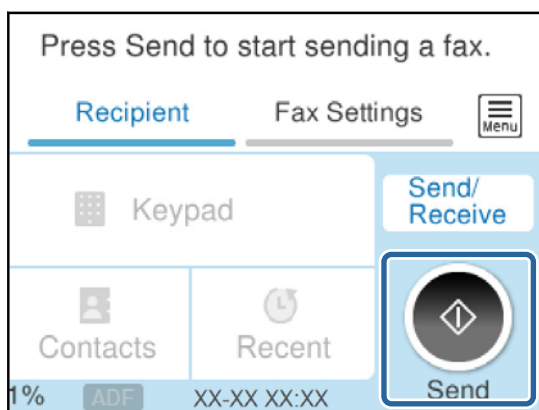 Press Send to start sending a fax.
Recipient
Fax Settings
Menu
Keypad
Send/
Receive
Contacts
Recent
Send
1%
ADF
XX-XX XX:XX